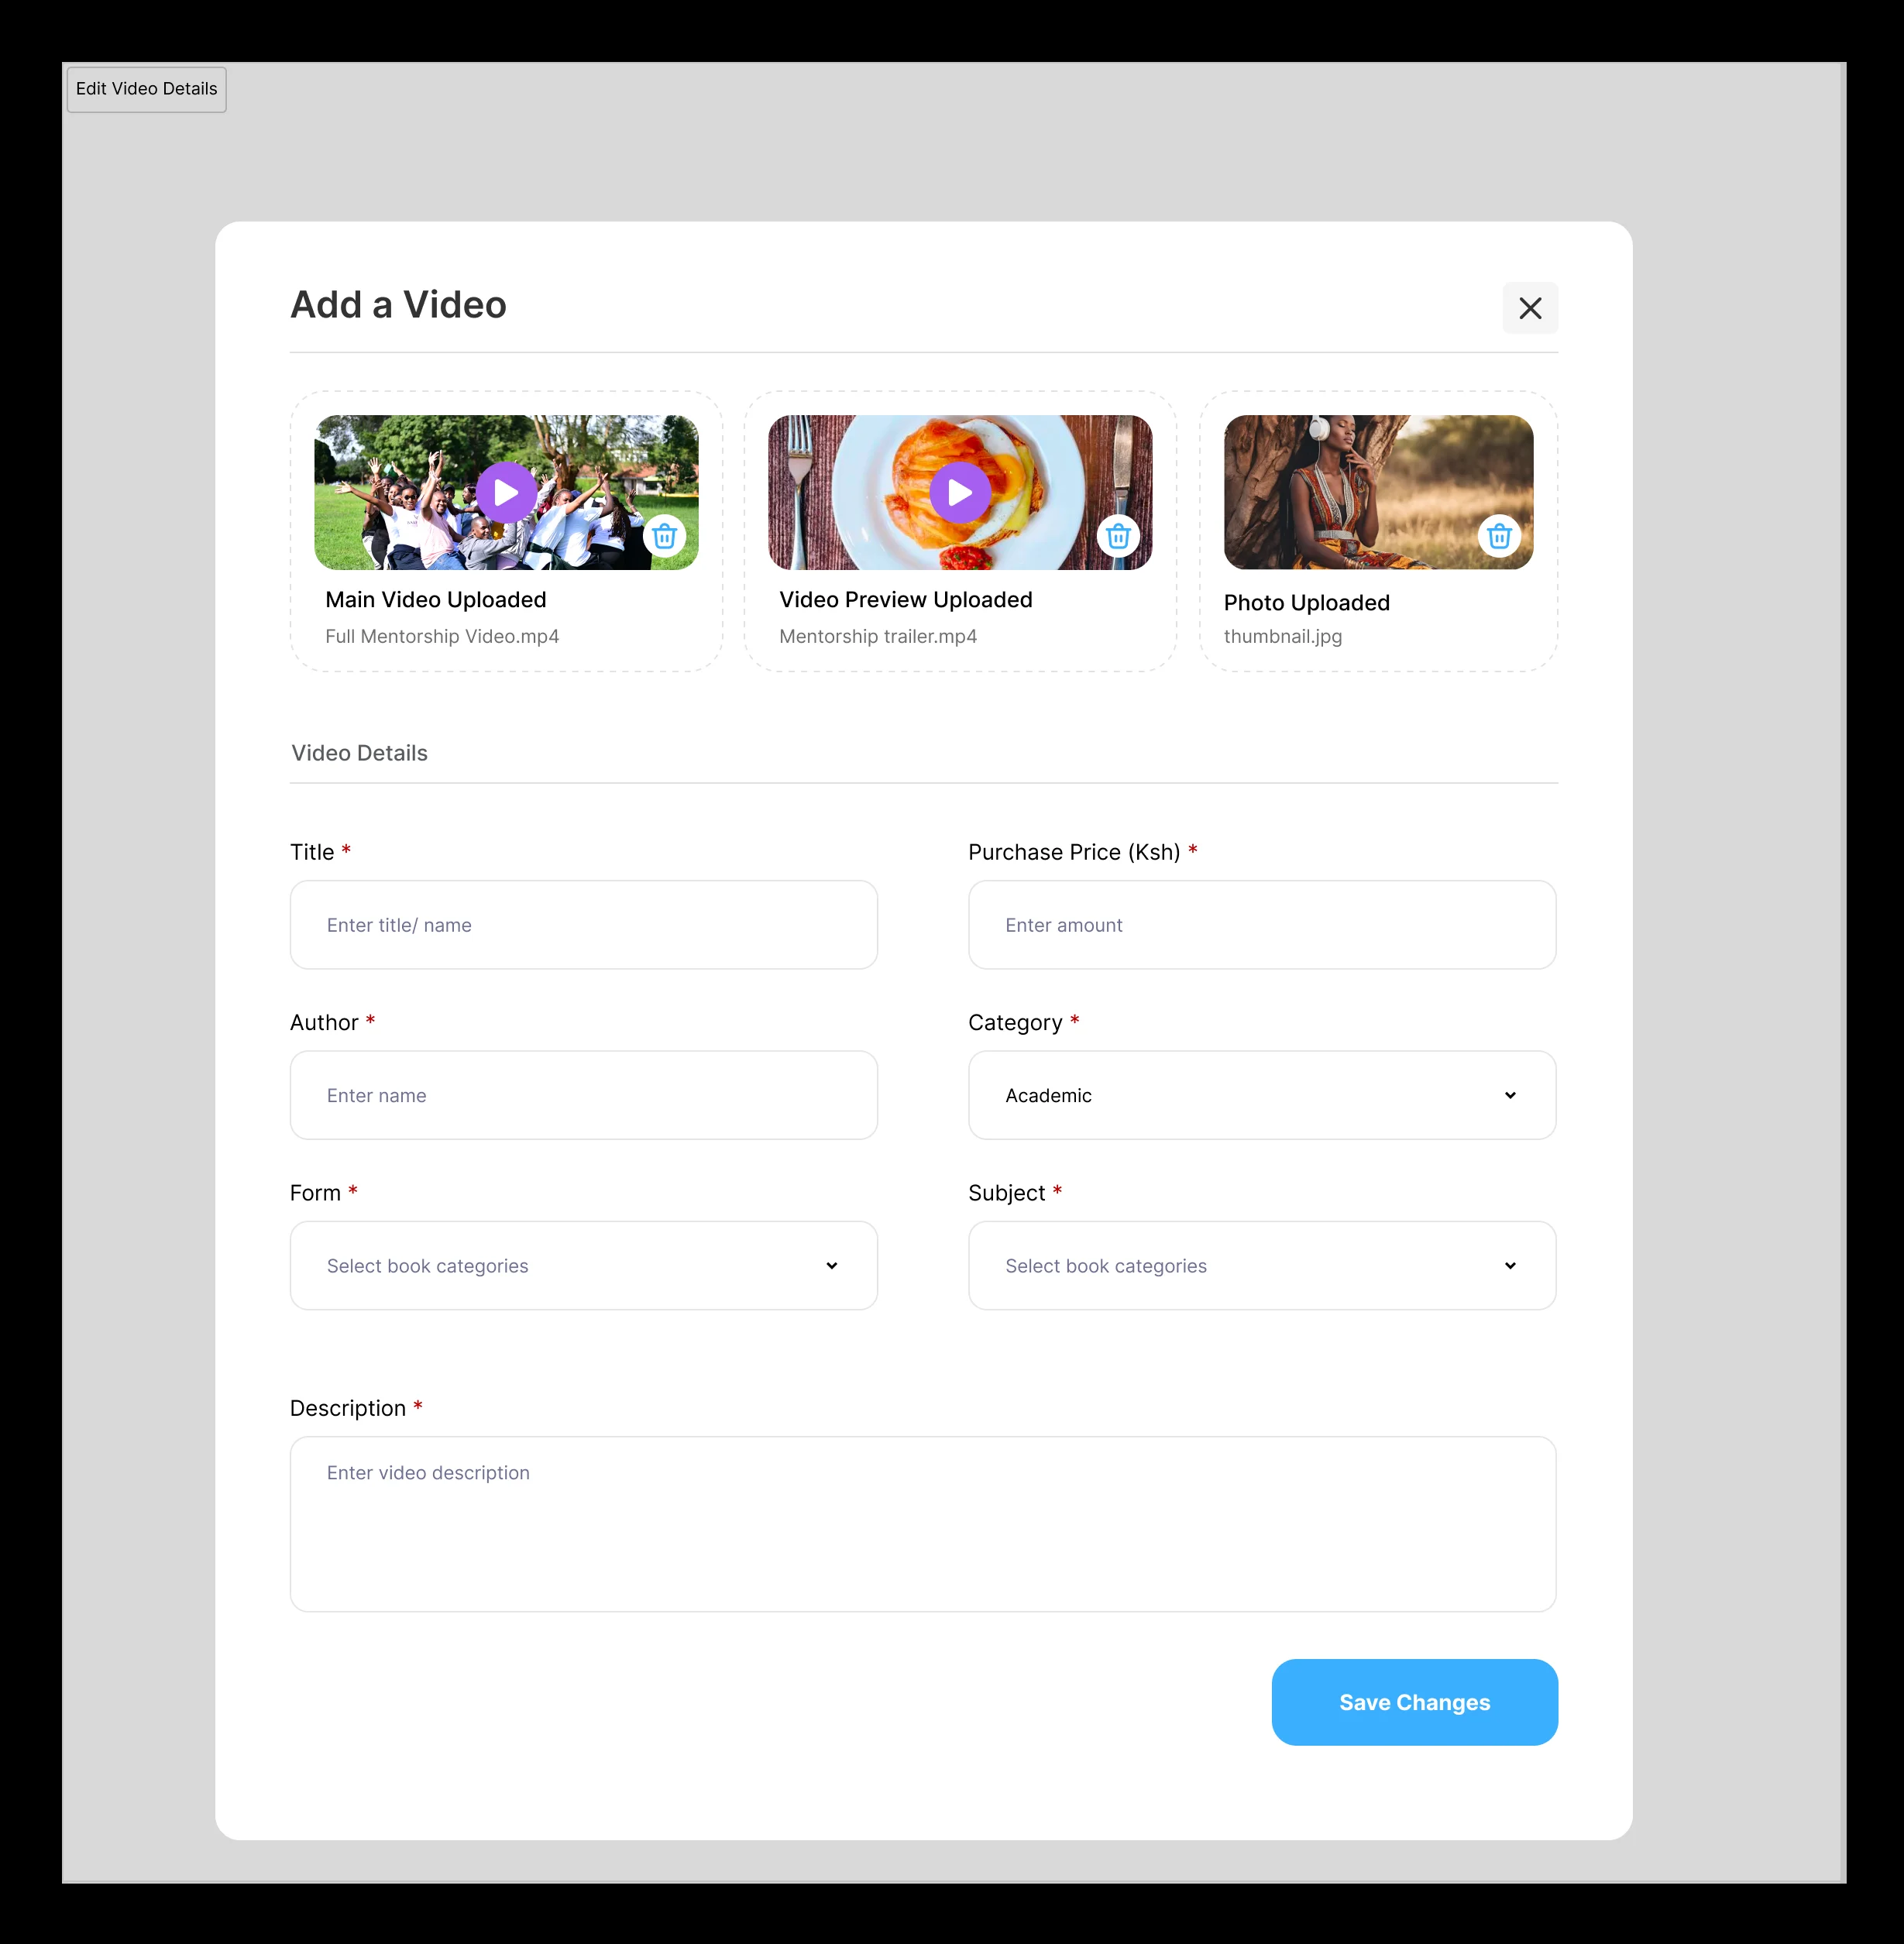 Edit Video Details
Add a Video
Main Video Uploaded
Full Mentorship Video.mp4
Video Preview Uploaded
Mentorship trailer.mp4
Photo Uploaded
thumbnail.jpg
Video Details
Title *
Purchase Price (Ksh) *
Enter title/ name
Enter amount
Author *
Category *
Enter name
Academic
Form *
Subject *
Select book categories
Select book categories
Description *
Enter video description
Save Changes